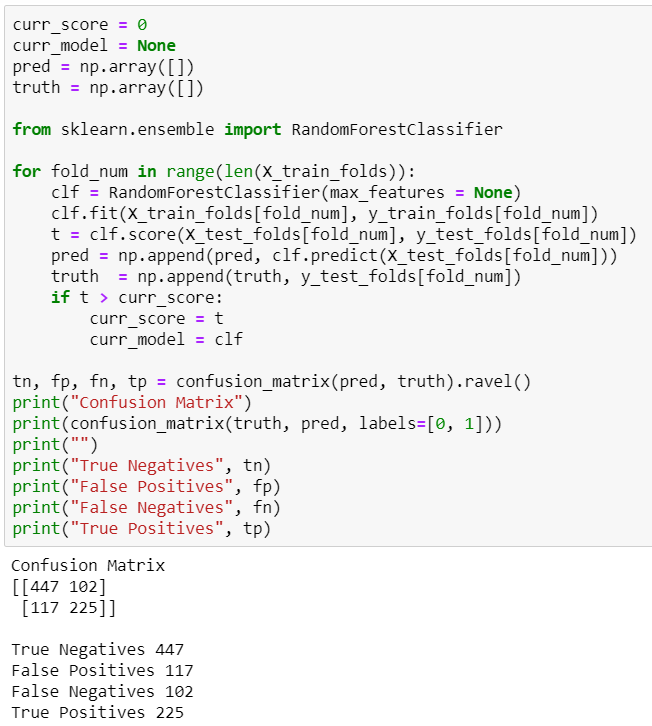 curr_score = 0
curr_model = None
pred = np.array([])
truth = np.array([])

from sklearn.ensemble import RandomForestClassifier

for fold_num in range(len(X_train_folds)):
    clf = RandomForestClassifier(max_features = None)
    clf.fit(X_train_folds[fold_num], y_train_folds[fold_num])
    t = clf.score(X_test_folds[fold_num], y_test_folds[fold_num])
    pred = np.append(pred, clf.predict(X_test_folds[fold_num]))
    truth  = np.append(truth, y_test_folds[fold_num])
    if t > curr_score:
        curr_score = t
        curr_model = clf

tn, fp, fn, tp = confusion_matrix(pred, truth).ravel()
print("Confusion Matrix")
print(confusion_matrix(truth, pred, labels=[0, 1]))
print("")
print("True Negatives", tn)
print("False Positives", fp)
print("False Negatives", fn)
print("True Positives", tp)

Confusion Matrix
[[447 102]
 [117 225]]

True Negatives 447
False Positives 117
False Negatives 102
True Positives 225